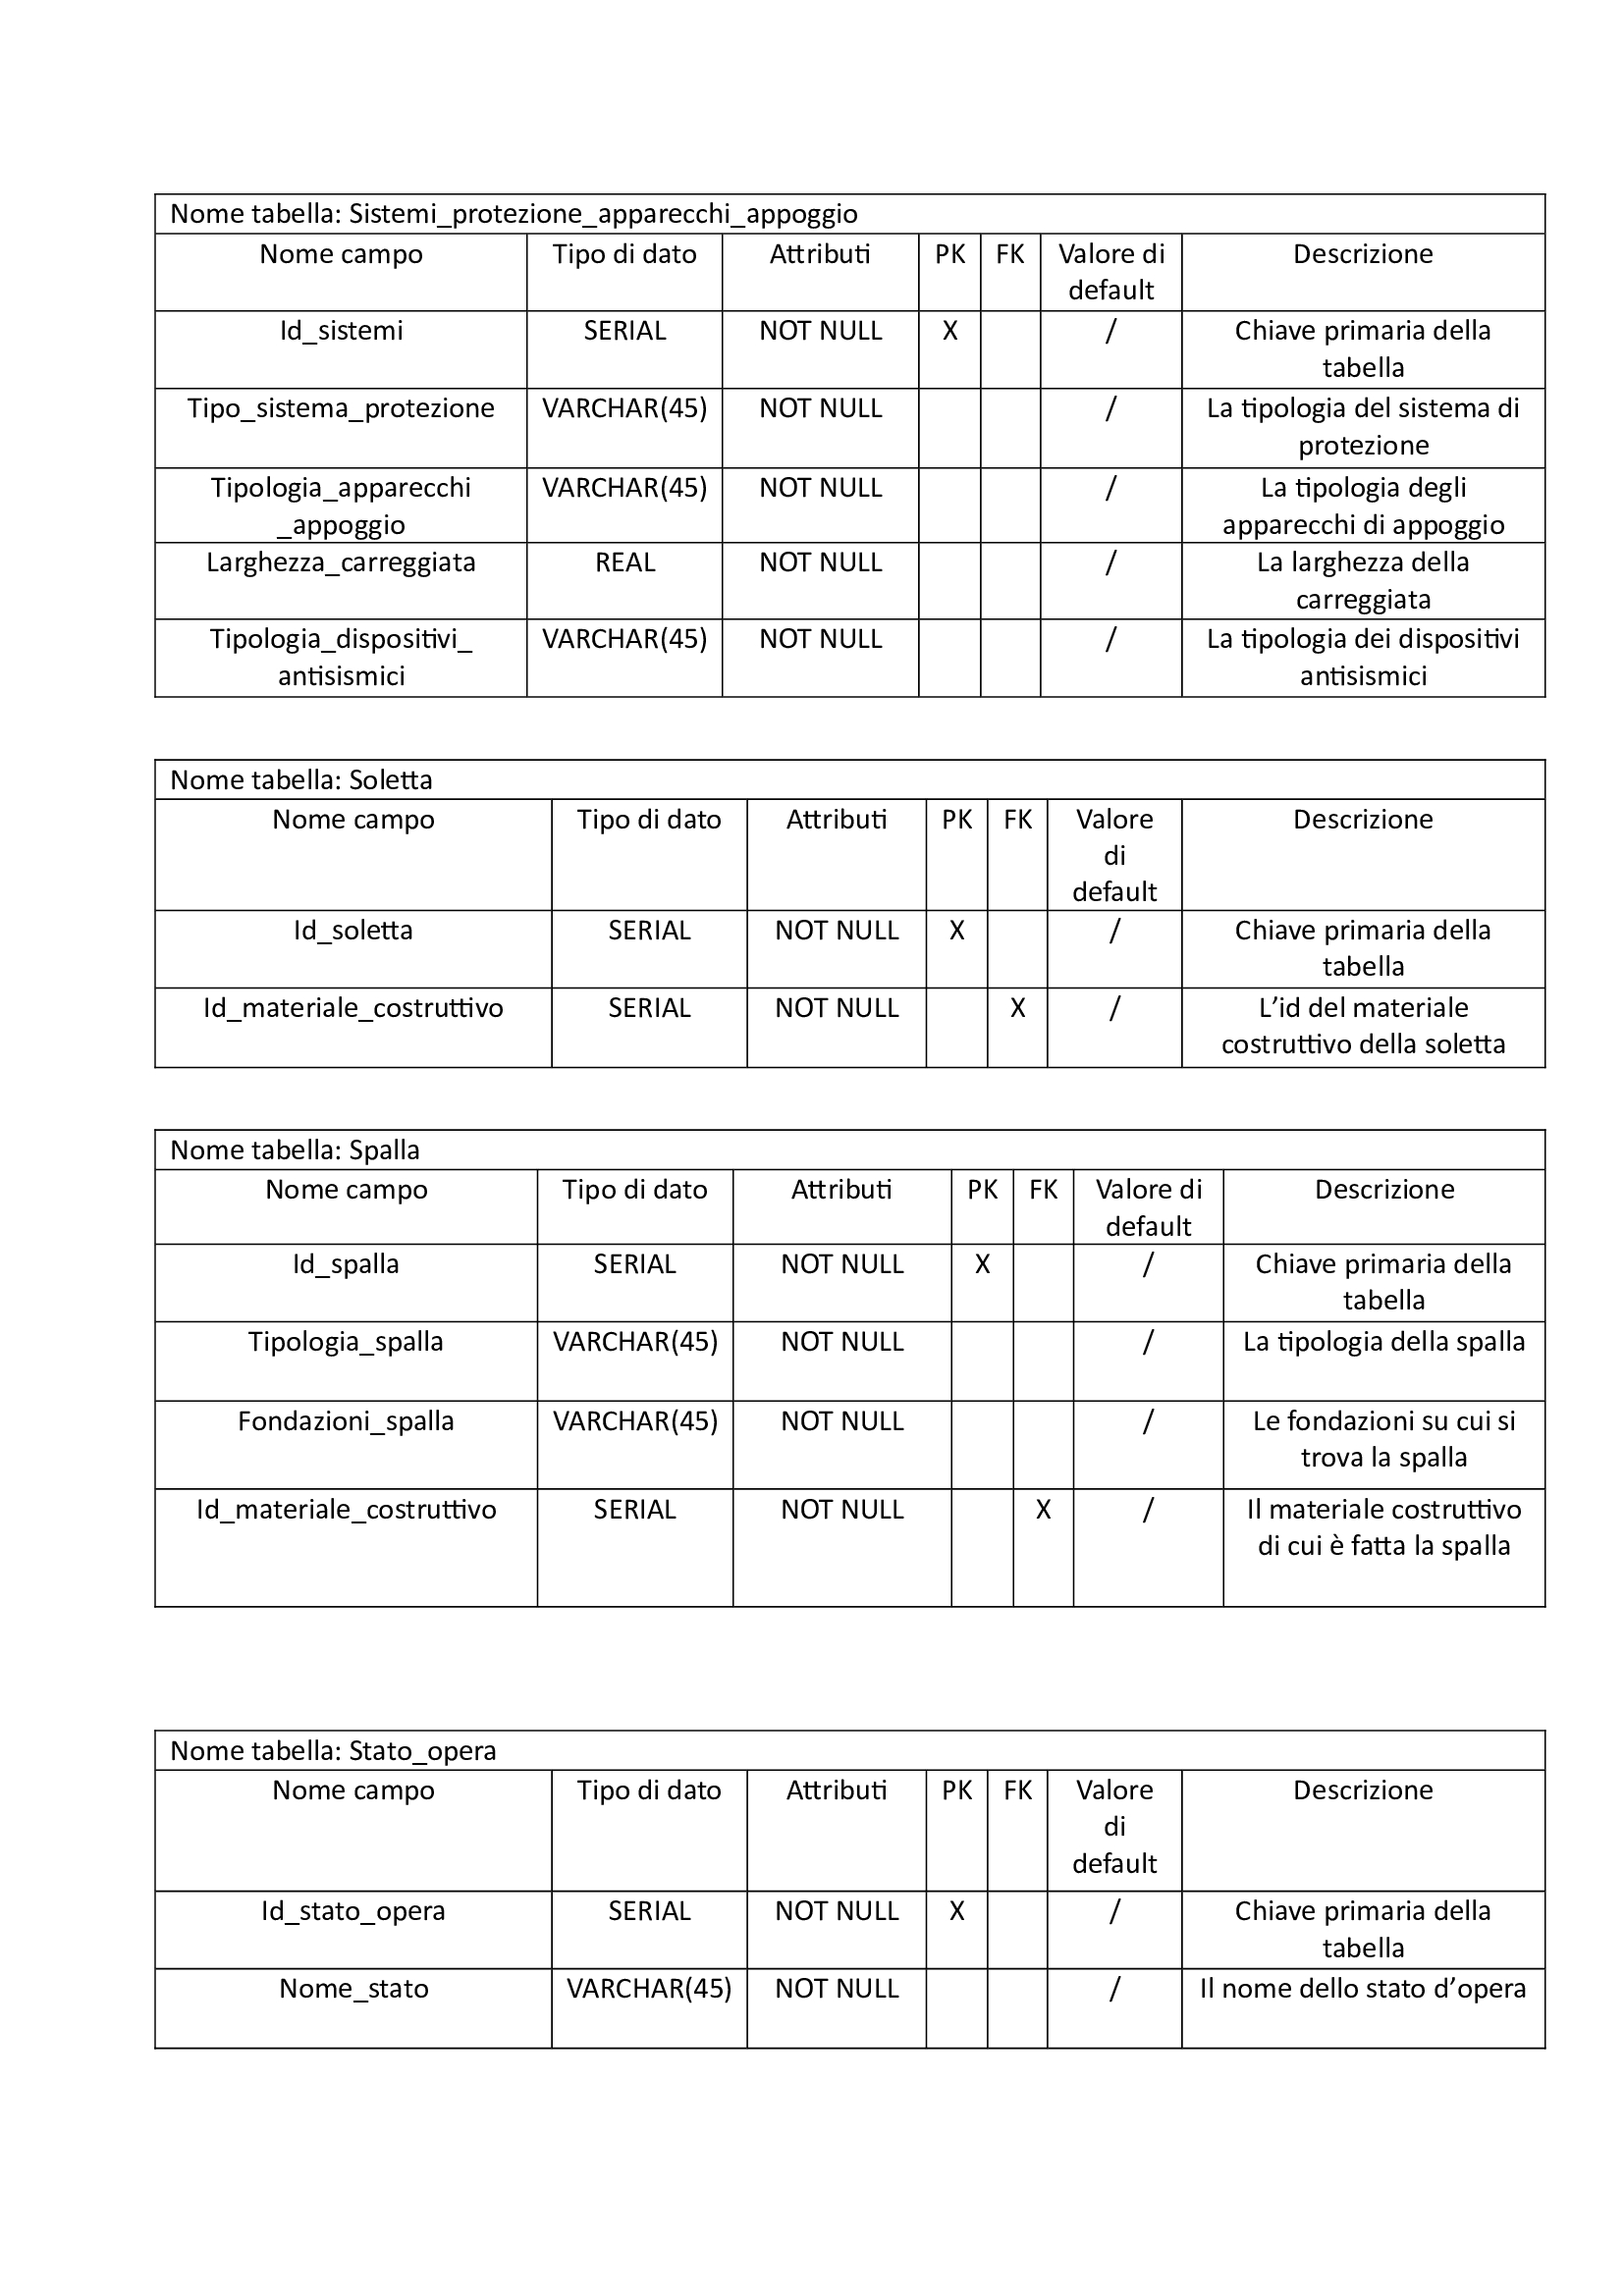 Nome tabella: Sistemi_protezione_apparecchi_appoggio
Nome campo Tipo di dato Attributi PK FK Valore di
default Descrizione
Id_sistemi SERIAL NOT NULL X / Chiave primaria della
tabella
Tipo_sistema_protezione VARCHAR(45) NOT NULL / La tipologia del sistema di
protezione
Tipologia_apparecchi VARCHAR(45) NOT NULL / La tipologia degli
_appoggio apparecchi di appoggio
Larghezza_carreggiata REAL NOT NULL / La larghezza della
carreggiata
Tipologia_dispositivi_ VARCHAR(45) NOT NULL / La tipologia dei dispositivi
antisismici antisismici
Nome tabella: Soletta
Nome campo Tipo di dato Attributi PK FK Valore Descrizione
di
default
Id_soletta SERIAL NOT NULL X / Chiave primaria della
tabella
Id_materiale_costruttivo SERIAL NOT NULL X / L’id del materiale
costruttivo della soletta
Nome tabella: Spalla
Nome campo Tipo di dato Attributi PK FK Valore di Descrizione
default
Id_spalla SERIAL NOT NULL X / Chiave primaria della
tabella
Tipologia_spalla VARCHAR(45) NOT NULL / La tipologia della spalla
Fondazioni_spalla VARCHAR(45) NOT NULL / Le fondazioni su cui si
trova la spalla
Id_materiale_costruttivo SERIAL NOT NULL X / Il materiale costruttivo
di cui è fatta la spalla
Nome tabella: Stato_opera
Nome campo Tipo di dato Attributi PK FK Valore Descrizione
di
default
Id_stato_opera SERIAL NOT NULL X / Chiave primaria della
tabella
Nome_stato VARCHAR(45) NOT NULL / Il nome dello stato d’opera